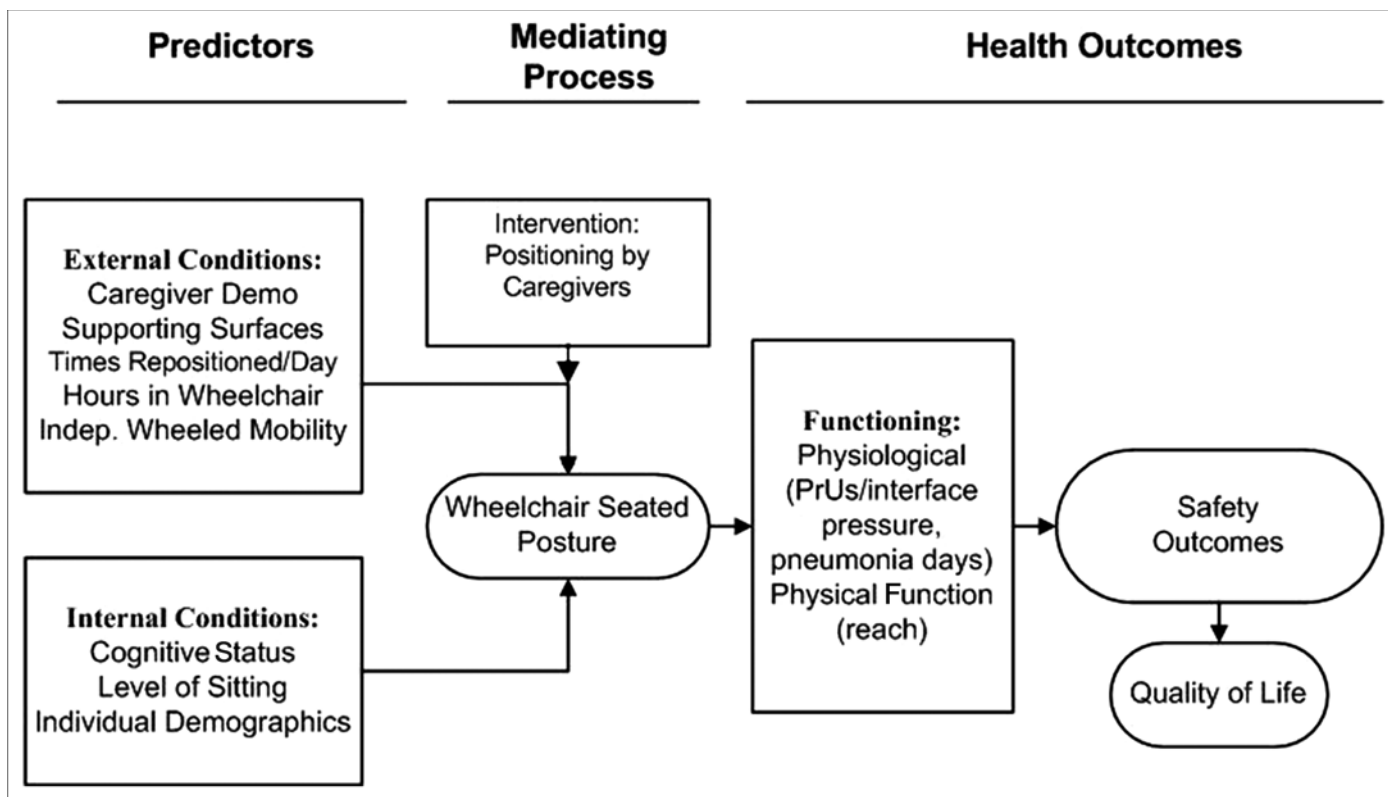 Predictors
Mediating
Process
Health Outcomes
External Conditions:
Caregiver Demo
Supporting Surfaces
Times Repositioned/Day
Hours in Wheelchair
Indep. Wheeled Mobility
Internal Conditions:
Cognitive Status
Level of Sitting
Individual Demographics
Intervention:
Positioning by
Caregivers
Wheelchair Seated
Posture
Functioning:
Physiological
(PrUs/interface
pressure,
pneumonia days)
Physical Function
(reach)
Safety
Outcomes
Quality of Life